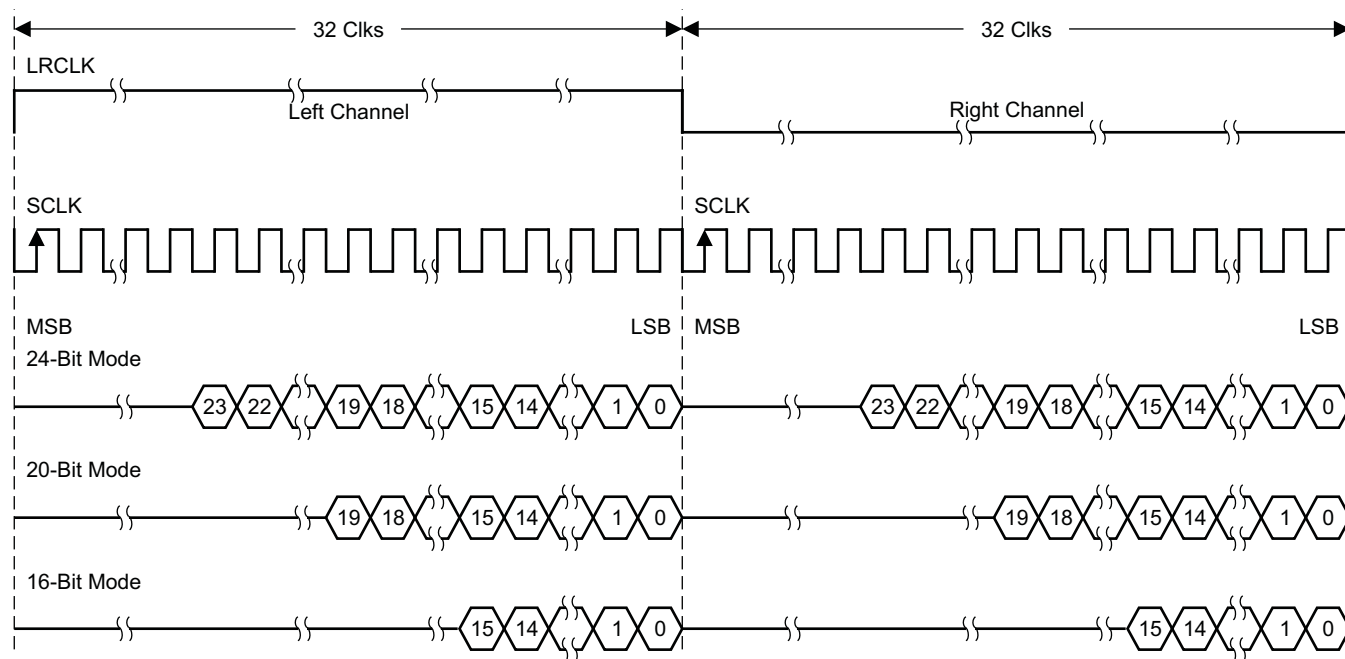 32 Clks 32 Clks
LRCLK
Left Channel Right Channel
SCLK SCLK
MSB LSB MSB LSB
24-Bit Mode
23 22 19 18 15 14 1 0 23 22 19 18 15 14 1 0
20-Bit Mode
19 18 15 14 1 0 19 18 15 14 1 0
16-Bit Mode
15 14 1 0 15 14 1 0